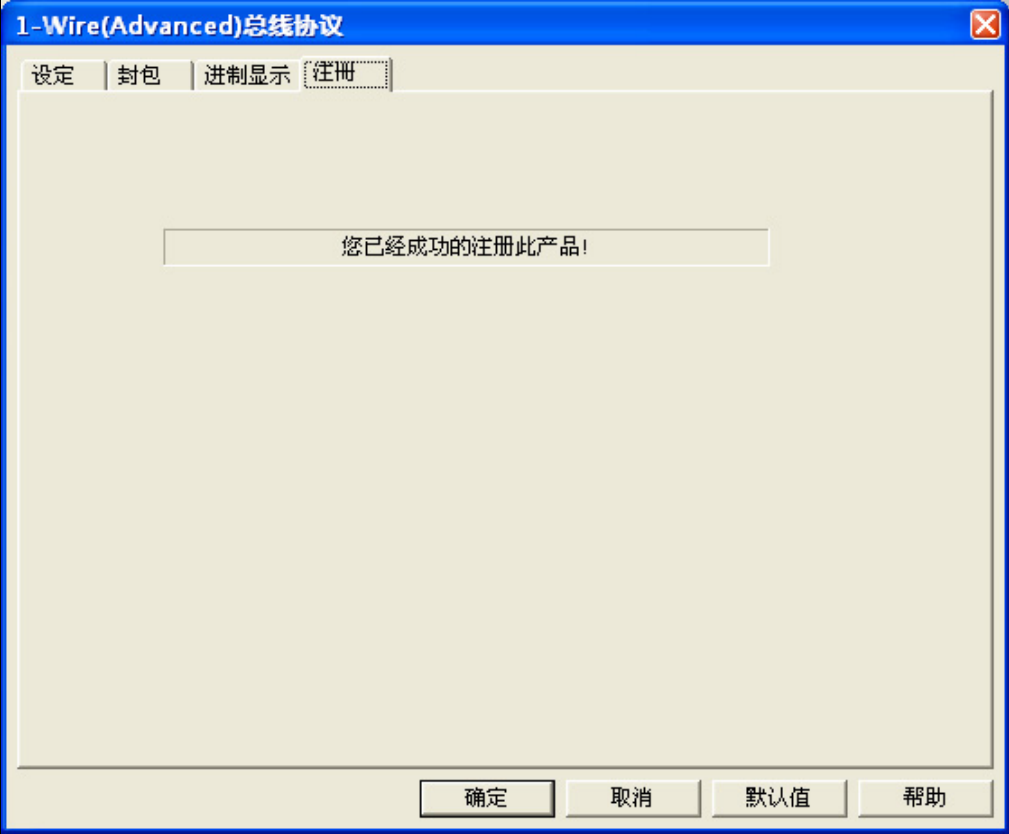 1-Wire(Advanced)总线协议
设定 封包 进制显示 注册
您已经成功的注册此产品!
确定 取消 默认值 帮助